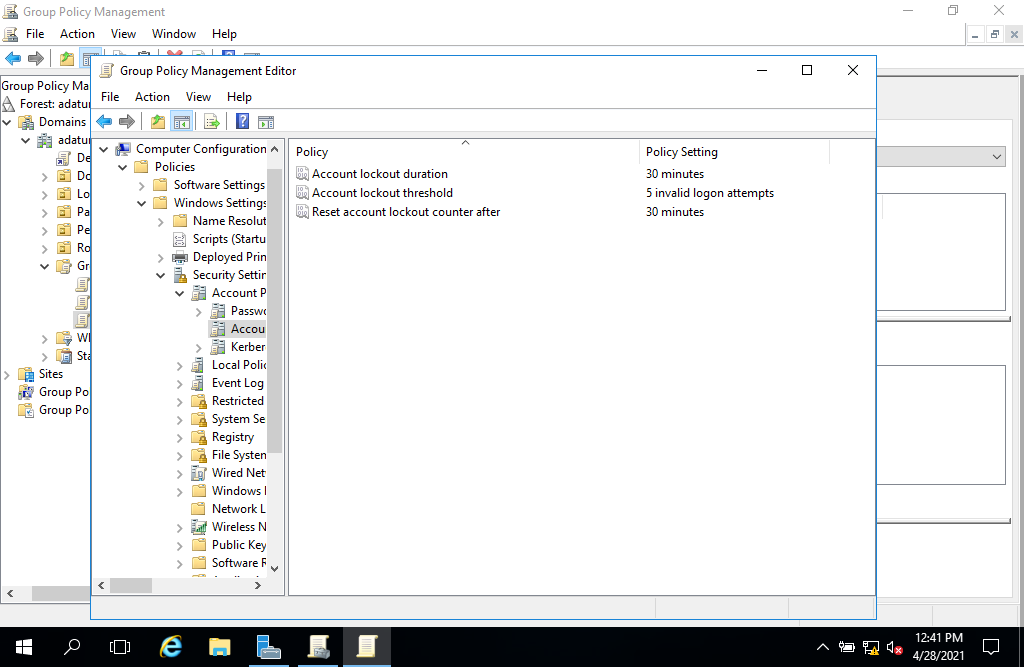 Group Policy Management
File Action View Window Help
Group Policy Ma
Forest: adatu
Domains
adatu
De
Do
Lo
Pa
Pe
Ro
Gr
W
Sta
Sites
Group Po
Group Po
Group Policy Management Editor
File Action View Help
Computer Configuration
Policies
Software Settings
Windows Settings
Name Resolut
Scripts (Startu
Deployed Prin
Security Settin
Account P
Passwo
Accou
Kerber
Local Polic
Event Log
Restricted
System Se
Registry
File System
Wired Net
Windows
Network L
Wireless N
Public Key
Software R
Policy Policy Setting
Account lockout duration 30 minutes
Account lockout threshold 5 invalid logon attempts
Reset account lockout counter after 30 minutes
12:41 PM
4/28/2021